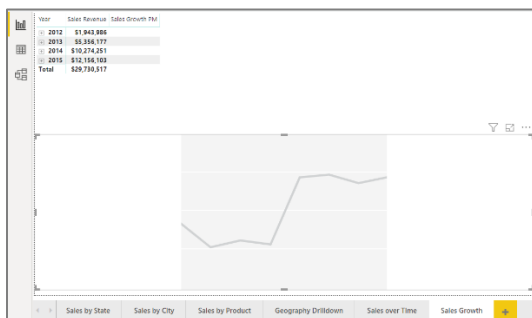 Year Sales Revenue Sales Growth PM
2012 $1,943,886
2013 $5,356,177
2014 $10,274,251
2015 $12,156,103
Total $29,730,517
Sales by State Sales by City Sales by Product Geography Drilldown Sales over Time Sales Growth